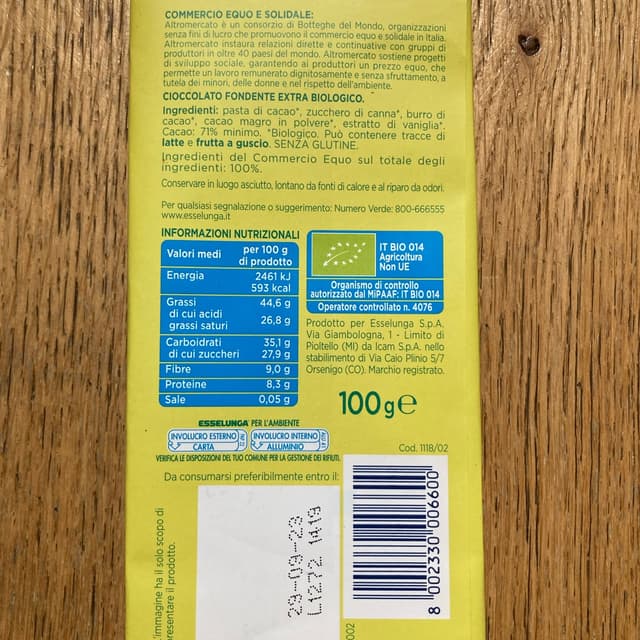 COMMERCIO EQUO E SOLIDALE:
Altromercato è un consorzio di Botteghe del Mondo, organizzazioni
senza fini di lucro che promuovono il commercio equo e solidale in Italia.
Altromercato instaura relazioni dirette e continuative con gruppi di
produttori in oltre 40 paesi del mondo. Altromercato sostiene progetti
di sviluppo sociale, garantendo ai produttori un prezzo equo, che
permette un lavoro remunerato dignitosamente e senza sfruttamento, a
tutela dei minori, delle donne e nel rispetto dell'ambiente.
CIOCCOLATO FONDENTE EXTRA BIOLOGICO.
Ingredienti: pasta di cacao*, zucchero di canna*, burro di
cacao*, cacao magro in polvere*, estratto di vaniglia*.
Cacao: 71% minimo. *Biologico. Può contenere tracce di
latte e frutta a guscio. SENZA GLUTINE.
Ingredienti del Commercio Equo sul totale degli
ingredienti: 100%.
Conservare in luogo asciutto, lontano da fonti di calore e al riparo da odori.
Per qualsiasi segnalazione o suggerimento: Numero Verde: 800-666555
www.esselunga.it
INFORMAZIONI NUTRIZIONALI
Valori medi per 100 g
di prodotto
Energia 2461 kJ
593 kcal
Grassi 44,6 g
di cui acidi
grassi saturi 26,8 g
Carboidrati 35,1 g
di cui zuccheri 27,9 g
Fibre 9,0 g
Proteine 8,3 g
Sale 0,05 g
IT BIO 014
Agricoltura
Non UE
Organismo di controllo
autorizzato dal MiPAAF: IT BIO 014
Operatore controllato n. 4076
Prodotto per Esselunga S.p.A.
Via Giambologna, 1 - Limito di
Pioltello (MI) da Icam S.p.A. nello
stabilimento di Via Caio Plinio 5/7
Orsenigo (CO). Marchio registrato.
100 g e
ESSELUNGA PER L'AMBIENTE
INVOLUCRO ESTERNO
CARTA
INVOLUCRO INTERNO
ALLUMINIO
VERIFICA LE DISPOSIZIONI DEL TUO COMUNE PER LA GESTIONE DEI RIFIUTI.
Cod. 1118/02
Da consumarsi preferibilmente entro il:
29-09-23
L1272 14:19
8 002330 006600
L'immagine ha il solo scopo di
presentare il prodotto.
002